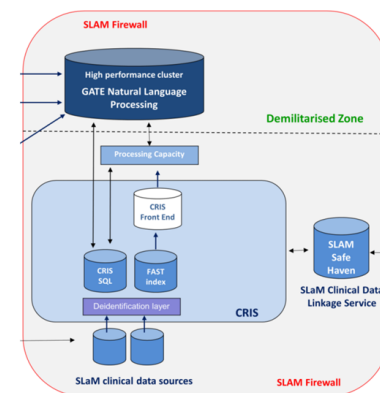 SLAM Firewall
High performance cluster
GATE Natural Language
Processing
Demilitarised Zone
Processing Capacity
CRIS
Front End
CRIS
SQL
FAST
index
SLAM
Safe
Haven
Deidentification layer
CRIS
SLaM Clinical Data
Linkage Service
SLaM clinical data sources
SLAM Firewall